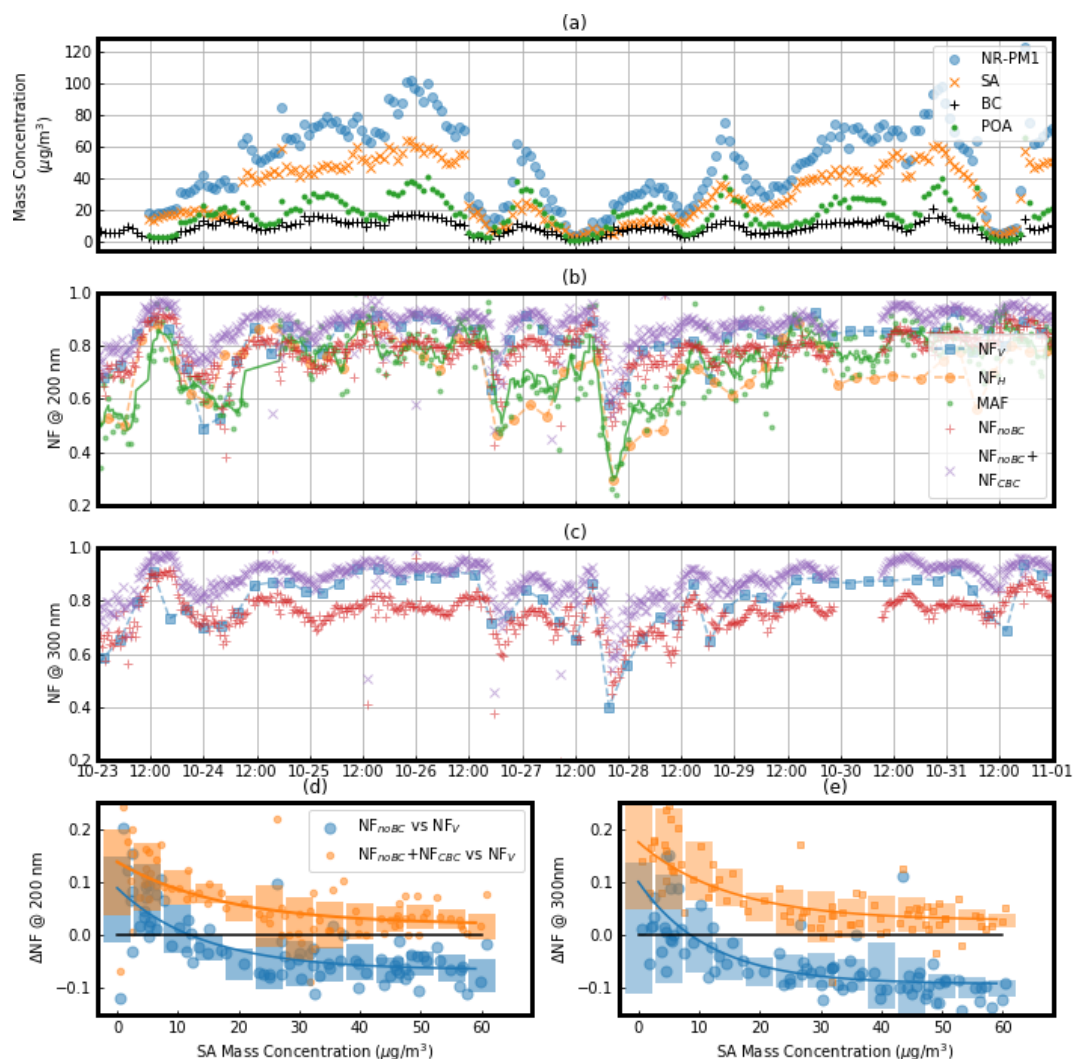 (a)
120
100
80
60
40
20
0
Mass Concentration
(μg/m³)
NR-PM1
SA
BC
POA
(b)
1.0
0.8
0.6
0.4
0.2
NF @ 200 nm
NF_V
NF_H
MAF
NF_noBC
NF_noBC+
NF_CBC
(c)
1.0
0.8
0.6
0.4
0.2
NF @ 300 nm
NF_V
NF_noBC
NF_noBC+
NF_CBC
10-23 12:00 10-24 12:00 10-25 12:00 10-26 12:00 10-27 12:00 10-28 12:00 10-29 12:00 10-30 12:00 10-31 12:00 11-01
(d)
0.2
0.1
0.0
−0.1
ΔNF @ 200 nm
NF_noBC vs NF_V
NF_noBC+NF_CBC vs NF_V
0 10 20 30 40 50 60
SA Mass Concentration (μg/m³)
(e)
0.2
0.1
0.0
−0.1
ΔNF @ 300nm
0 10 20 30 40 50 60
SA Mass Concentration (μg/m³)